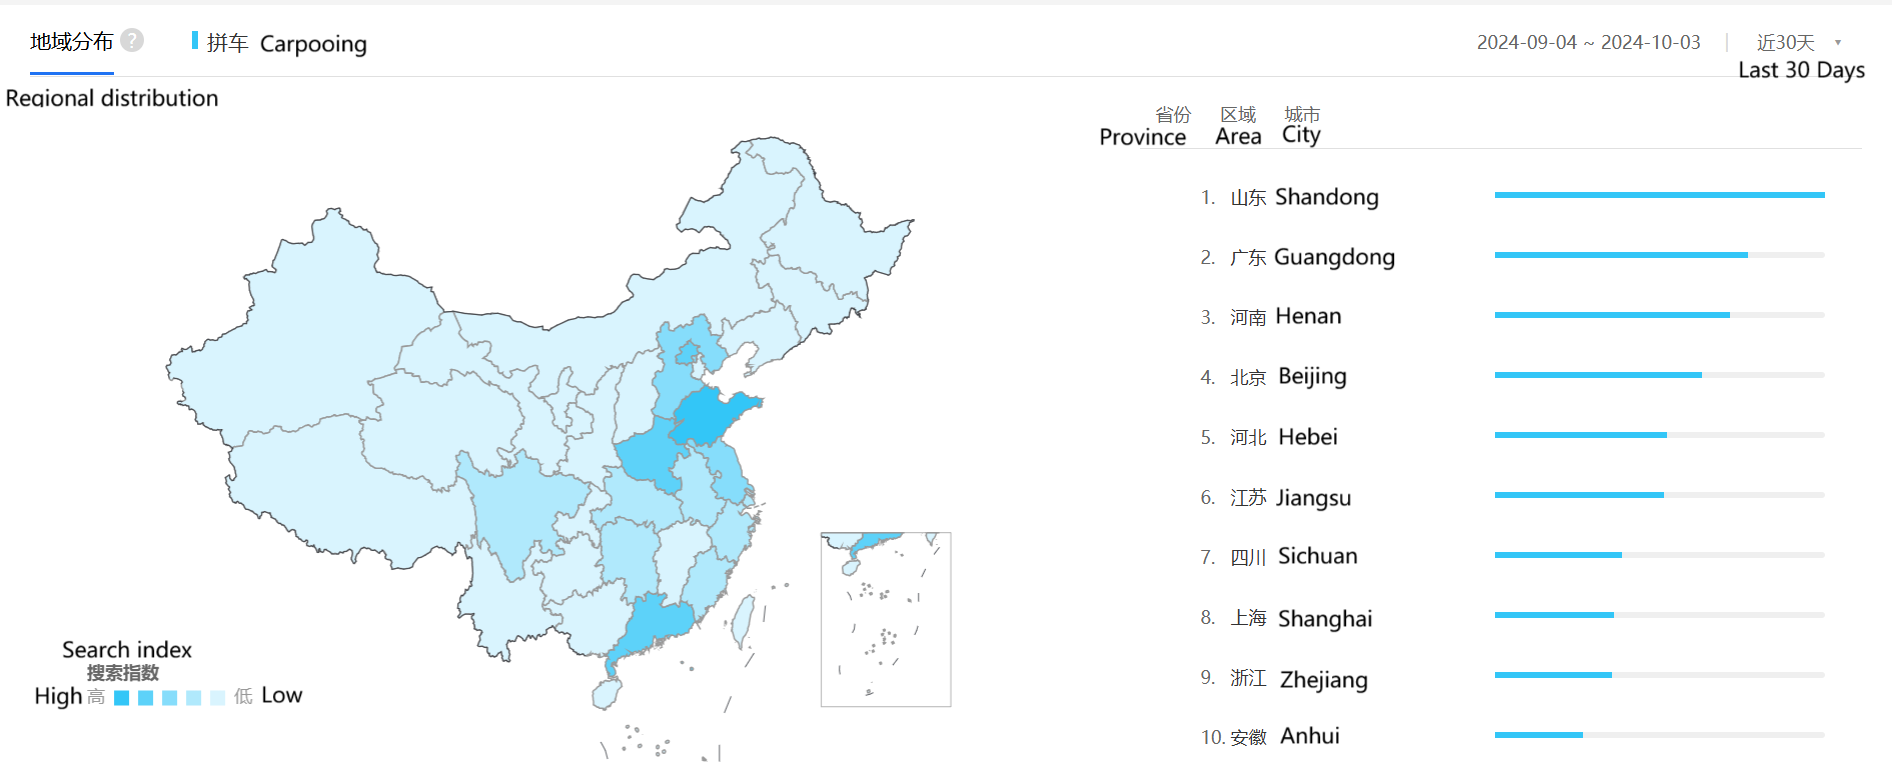 地域分布 ? 拼车 Carpooing 2024-09-04 ~ 2024-10-03 | 近30天
Last 30 Days
Regional distribution
省份 区域 城市
Province Area City
1. 山东 Shandong
2. 广东 Guangdong
3. 河南 Henan
4. 北京 Beijing
5. 河北 Hebei
6. 江苏 Jiangsu
7. 四川 Sichuan
8. 上海 Shanghai
9. 浙江 Zhejiang
10. 安徽 Anhui
Search index
搜索指数
High 高 低 Low